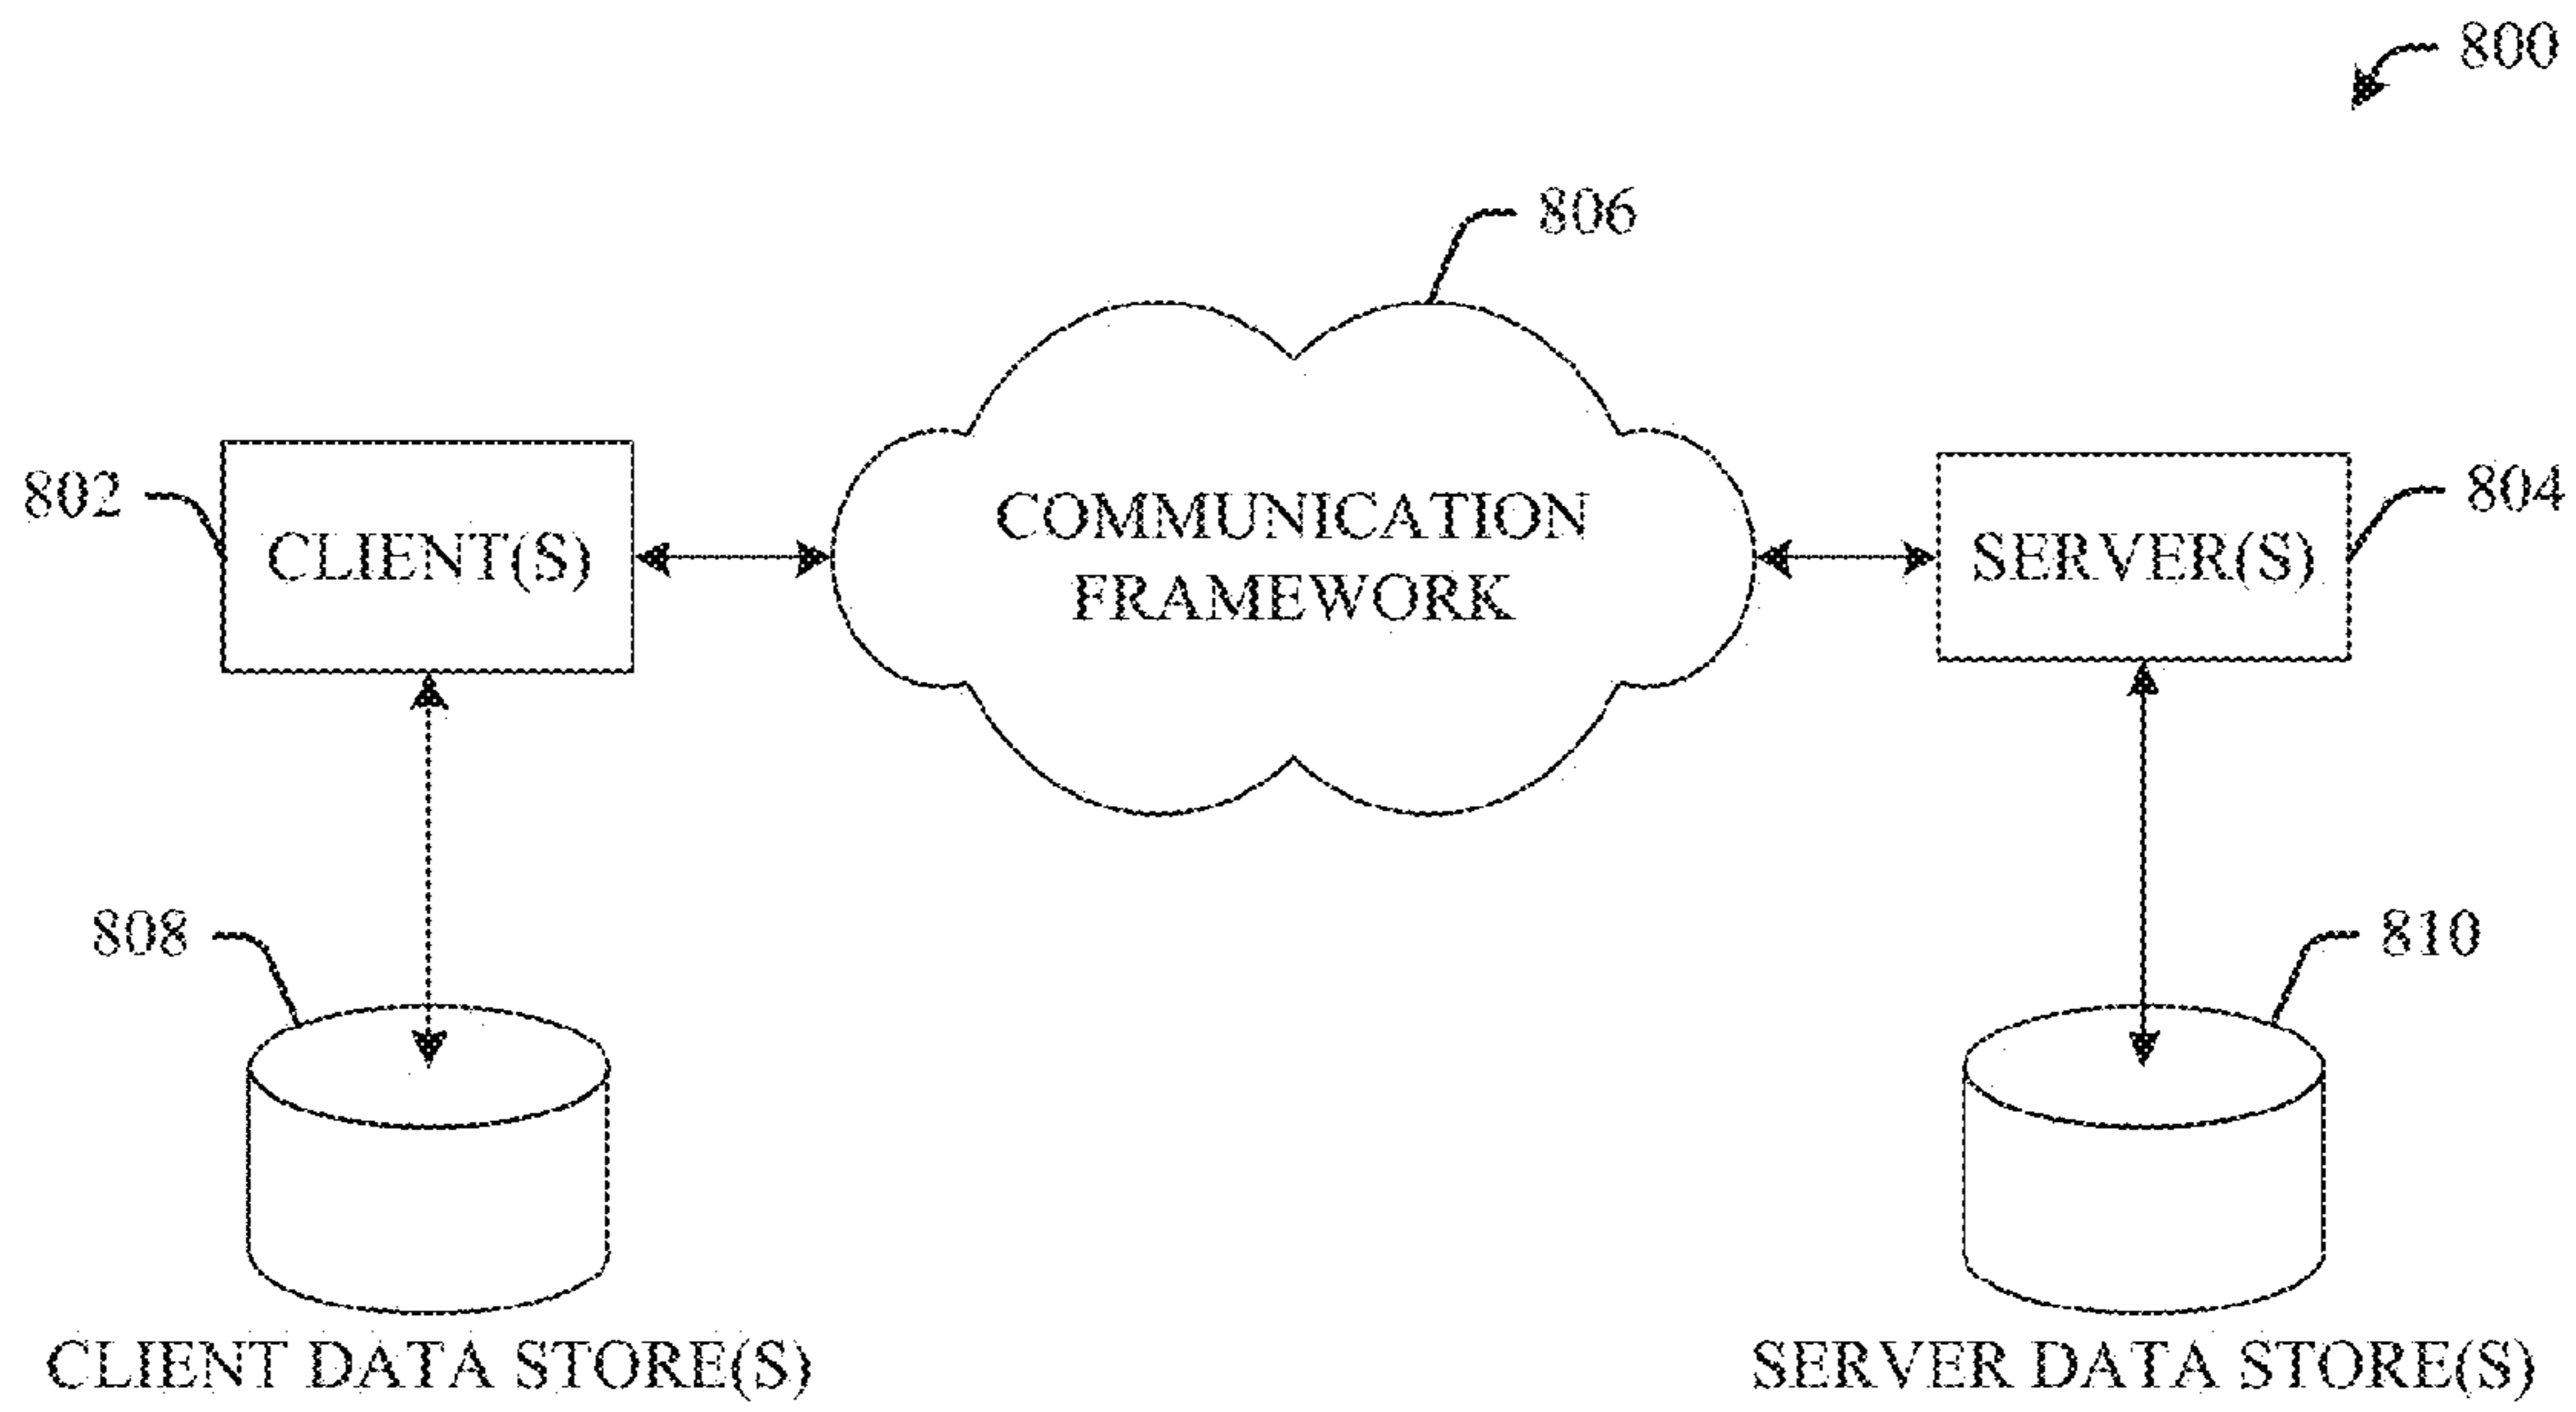 800
806
802
CLIENT(S)
COMMUNICATION
FRAMEWORK
SERVER(S)
804
808
810
CLIENT DATA STORE(S)
SERVER DATA STORE(S)